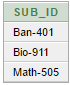 SUB_ID
Ban-401
Bio-911
Math-505